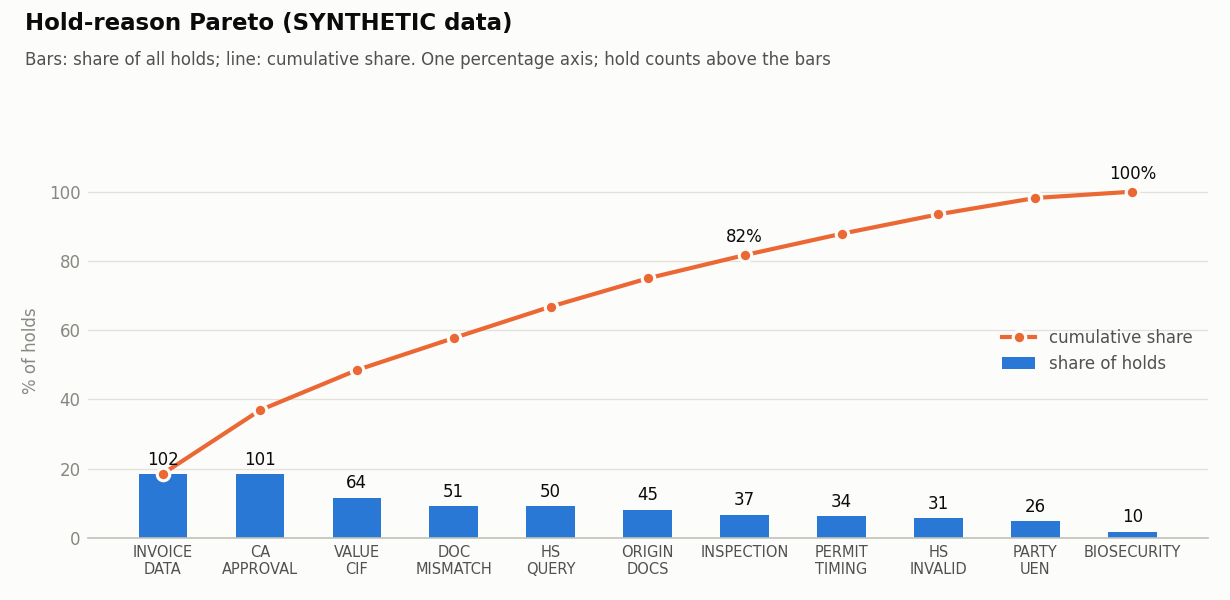 Hold-reason Pareto (SYNTHETIC data)
Bars: share of all holds; line: cumulative share. One percentage axis; hold counts above the bars
100%
100
82%
80
60
cumulative share
share of holds
% of holds
40
20
0
102
101
64
51
50
45
37
34
31
26
10
INVOICE
DATA
CA
APPROVAL
VALUE
CIF
DOC
MISMATCH
HS
QUERY
ORIGIN
DOCS
INSPECTION
PERMIT
TIMING
HS
INVALID
PARTY
UEN
BIOSECURITY